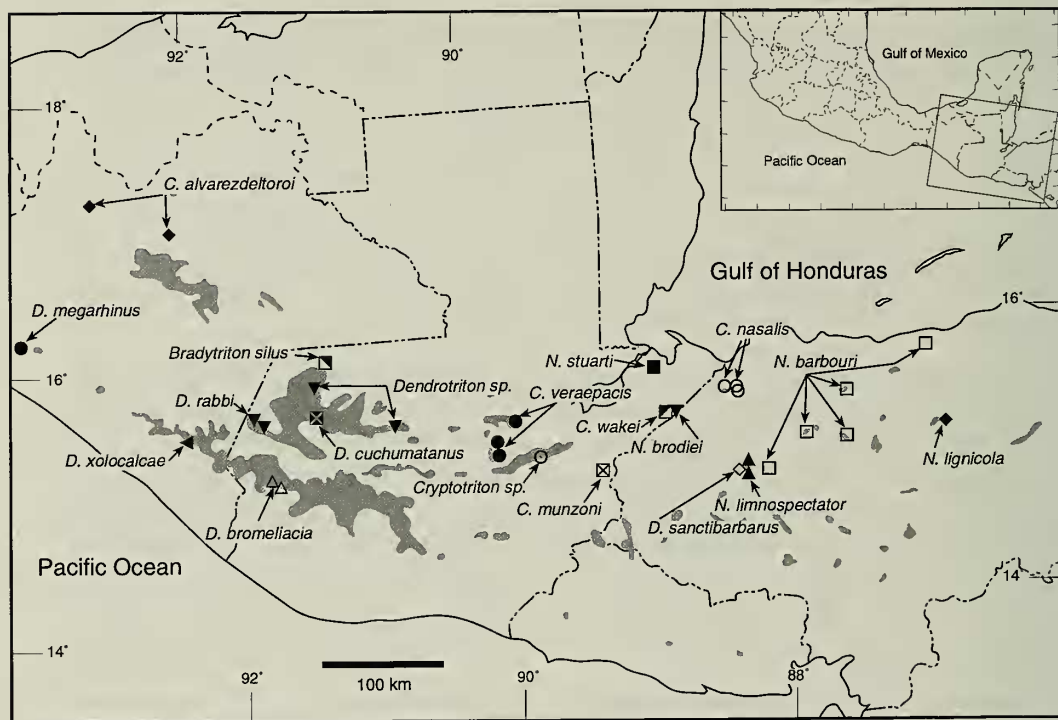 92°
90°
Gulf of Mexico
Pacific Ocean
18°
C. alvarezdeltoroi
Gulf of Honduras
D. megarhinus
16°
C. nasalis
Bradytriton silus
N. stuarti
N. barbouri
16°
Dendrotriton sp.
D. rabbi
C. veraepacis
C. wakei
N. brodiei
N. lignicola
D. xolocalcae
D. cuchumatanus
Cryptotriton sp.
C. munzoni
N. limnospectator
D. sanctibarbarus
D. bromeliacia
Pacific Ocean
14°
14°
92°
100 km
90°
88°